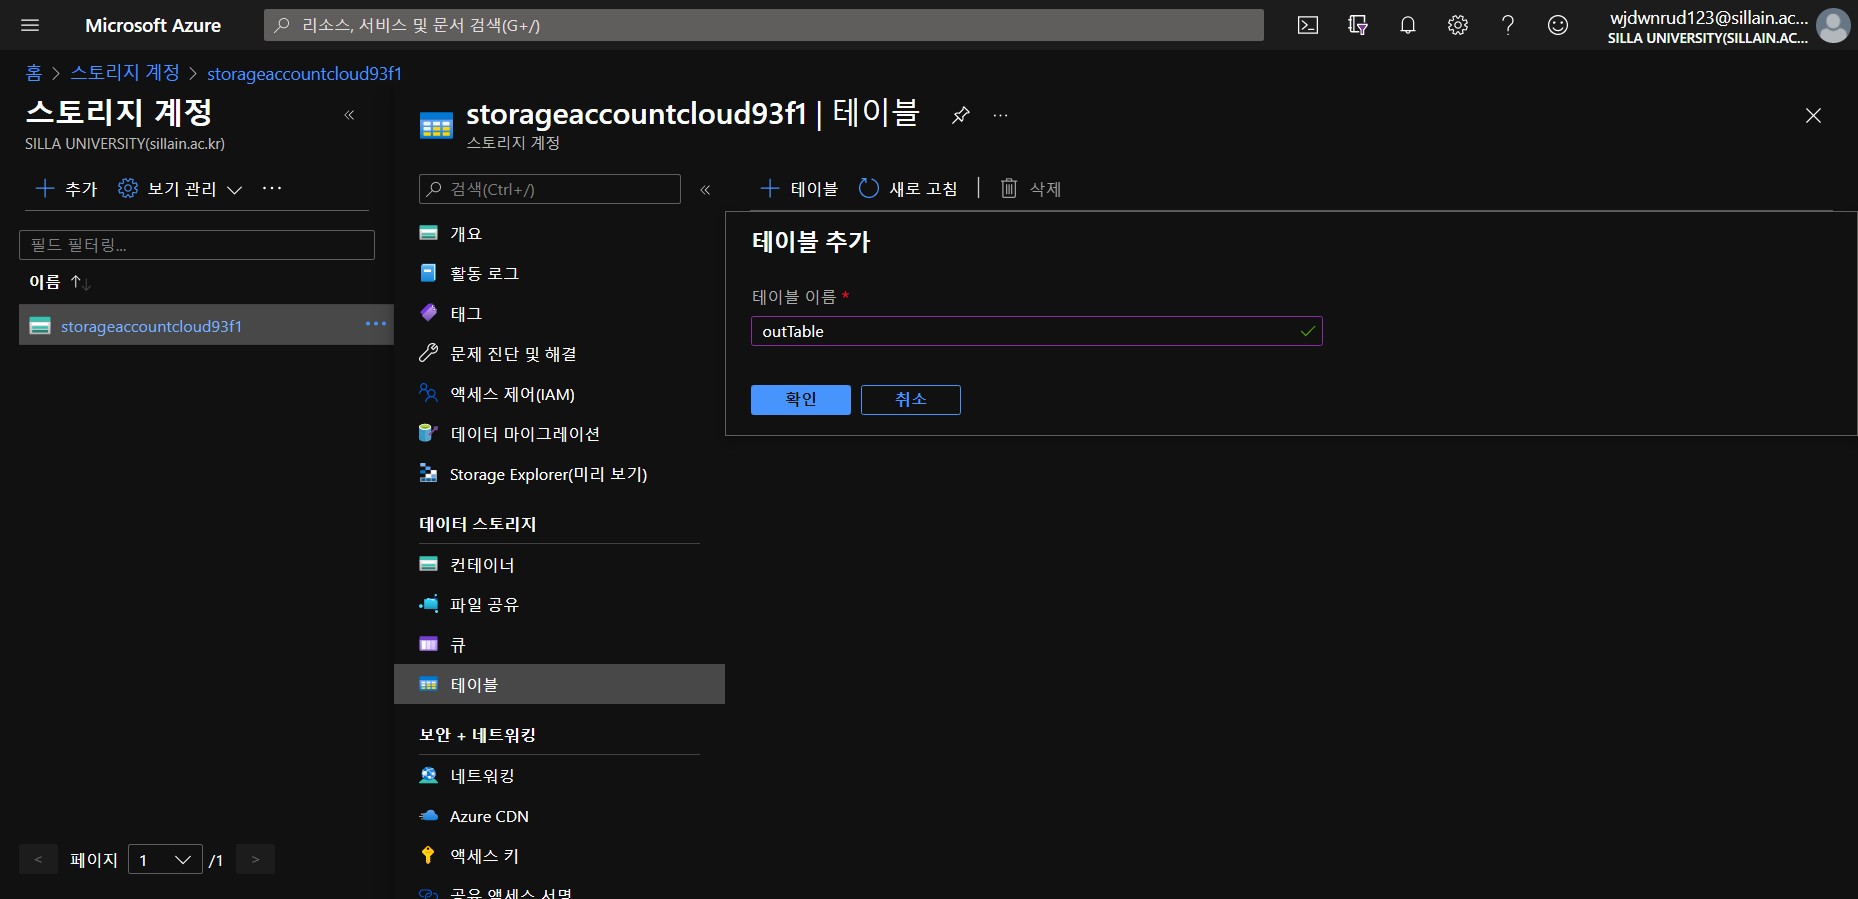 Microsoft Azure
리소스, 서비스 및 문서 검색(G+/)
wjdwnrud123@sillain.ac...
SILLA UNIVERSITY(SILLAIN.AC...
홈 > 스토리지 계정 > storageaccountcloud93f1
스토리지 계정
SILLA UNIVERSITY(sillain.ac.kr)
추가
보기 관리
필드 필터링...
이름
storageaccountcloud93f1
< 페이지 1 /1 >
storageaccountcloud93f1 | 테이블
스토리지 계정
검색(Ctrl+/)
개요
활동 로그
태그
문제 진단 및 해결
액세스 제어(IAM)
데이터 마이그레이션
Storage Explorer(미리 보기)
데이터 스토리지
컨테이너
파일 공유
큐
테이블
보안 + 네트워킹
네트워킹
Azure CDN
액세스 키
공유 액세스 서명
테이블
새로 고침
삭제
테이블 추가
테이블 이름 *
outTable
확인
취소